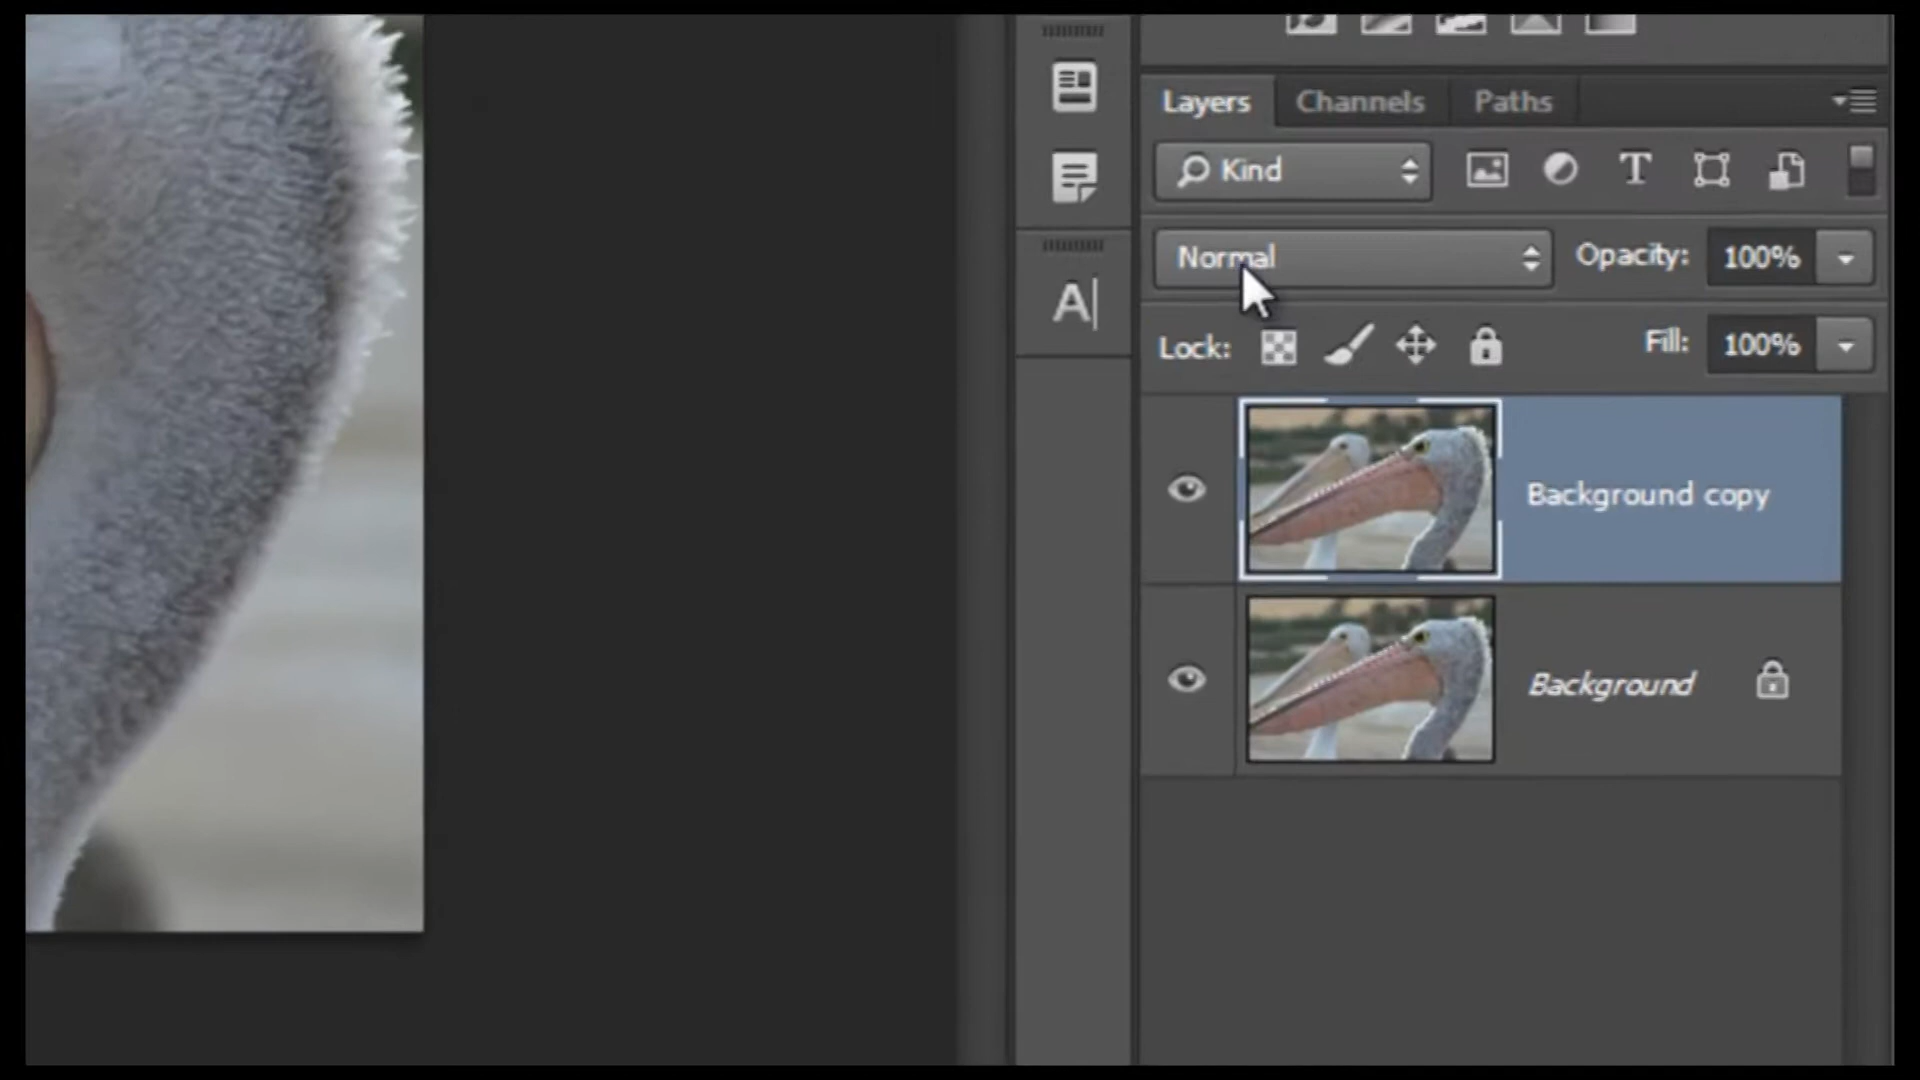 Layers Channels Paths
Kind T
Normal Opacity: 100%
A|
Lock: Fill: 100%
Background copy
Background